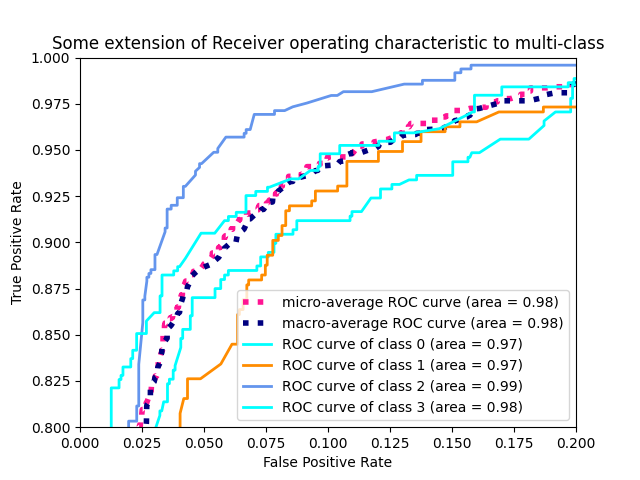 Some extension of Receiver operating characteristic to multi-class
1.000
0.975
0.950
0.925
0.900
0.875
0.850
0.825
0.800
True Positive Rate
micro-average ROC curve (area = 0.98)
macro-average ROC curve (area = 0.98)
ROC curve of class 0 (area = 0.97)
ROC curve of class 1 (area = 0.97)
ROC curve of class 2 (area = 0.99)
ROC curve of class 3 (area = 0.98)
0.000 0.025 0.050 0.075 0.100 0.125 0.150 0.175 0.200
False Positive Rate